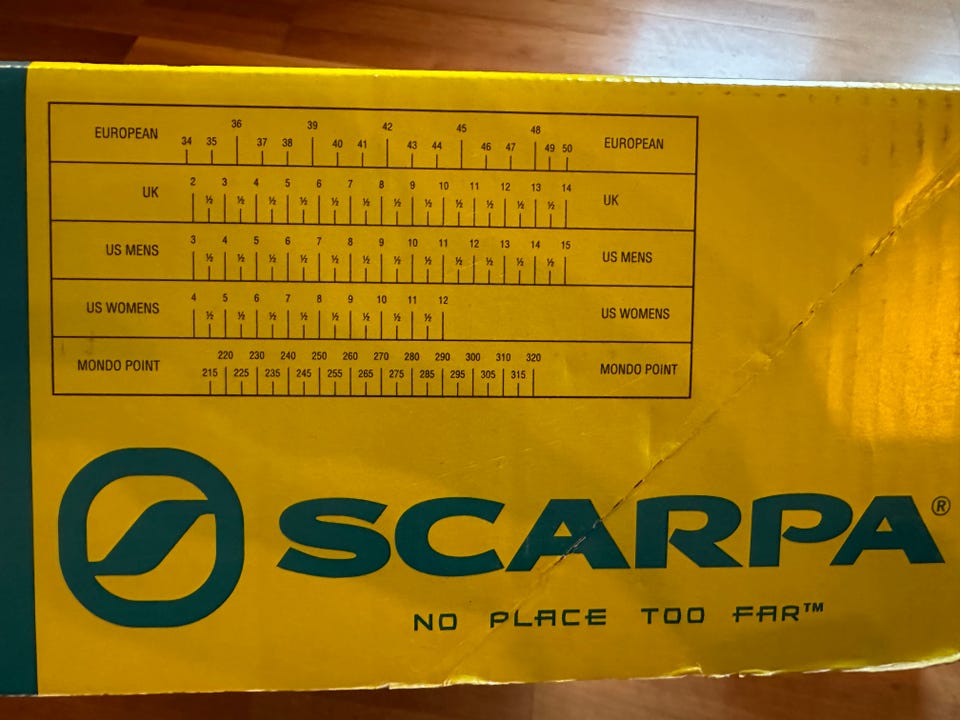 36 39 42 45 48
EUROPEAN 34 35 37 38 40 41 43 44 46 47 49 50 EUROPEAN
UK 2 3 4 5 6 7 8 9 10 11 12 13 14 UK
½ ½ ½ ½ ½ ½ ½ ½ ½ ½ ½ ½
US MENS 3 4 5 6 7 8 9 10 11 12 13 14 15 US MENS
½ ½ ½ ½ ½ ½ ½ ½ ½ ½ ½ ½
US WOMENS 4 5 6 7 8 9 10 11 12 US WOMENS
½ ½ ½ ½ ½ ½ ½ ½
220 230 240 250 260 270 280 290 300 310 320
MONDO POINT 215 225 235 245 255 265 275 285 295 305 315 MONDO POINT
SCARPA®
NO PLACE TOO FAR™